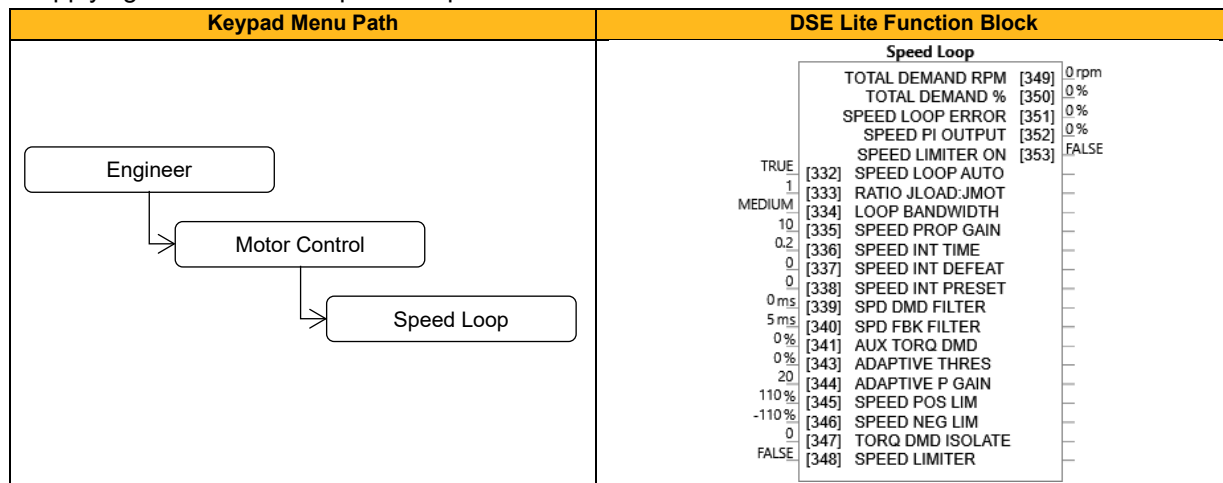 Keypad Menu Path
DSE Lite Function Block
Engineer
Motor Control
Speed Loop
Speed Loop
TOTAL DEMAND RPM [349] 0 rpm
TOTAL DEMAND % [350] 0 %
SPEED LOOP ERROR [351] 0 %
SPEED PI OUTPUT [352] 0 %
SPEED LIMITER ON [353] FALSE
TRUE [332] SPEED LOOP AUTO
1 [333] RATIO JLOAD:JMOT
MEDIUM [334] LOOP BANDWIDTH
10 [335] SPEED PROP GAIN
0.2 [336] SPEED INT TIME
0 [337] SPEED INT DEFEAT
0 [338] SPEED INT PRESET
0 ms [339] SPD DMD FILTER
5 ms [340] SPD FBK FILTER
0 % [341] AUX TORQ DMD
0 % [343] ADAPTIVE THRES
20 [344] ADAPTIVE P GAIN
110 % [345] SPEED POS LIM
-110 % [346] SPEED NEG LIM
0 [347] TORQ DMD ISOLATE
FALSE [348] SPEED LIMITER